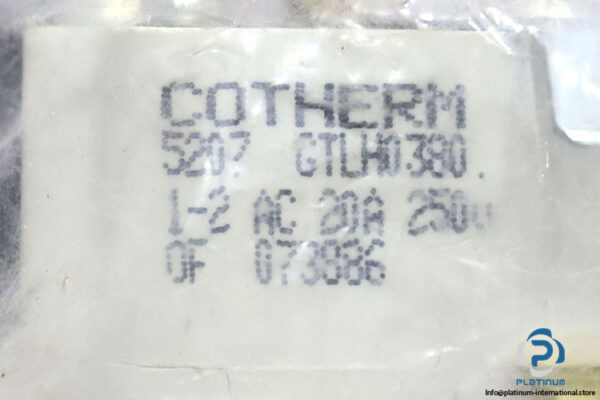 COTHERM
5207 GTLH0380.
1-2 AC 20A 250V
OF 073886
PLATINUM
Info@platinum-international.store